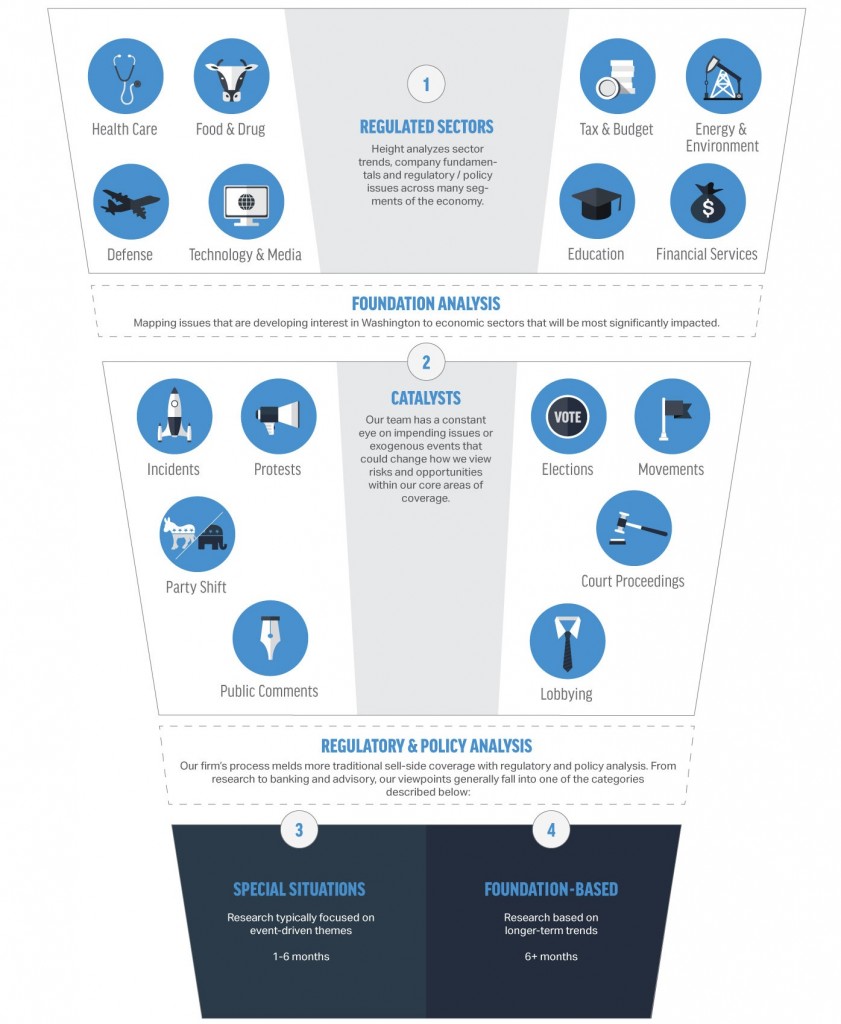 1
REGULATED SECTORS
Height analyzes sector
trends, company fundamen-
tals and regulatory / policy
issues across many seg-
ments of the economy.
Health Care
Food & Drug
Defense
Technology & Media
Tax & Budget
Energy &
Environment
Education
$
Financial Services
FOUNDATION ANALYSIS
Mapping issues that are developing interest in Washington to economic sectors that will be most significantly impacted.
2
CATALYSTS
Our team has a constant
eye on impending issues or
exogenous events that
could change how we view
risks and opportunities
within our core areas of
coverage.
Incidents
Protests
Party Shift
Public Comments
VOTE
Elections
Movements
Court Proceedings
Lobbying
REGULATORY & POLICY ANALYSIS
Our firm's process melds more traditional sell-side coverage with regulatory and policy analysis. From
research to banking and advisory, our viewpoints generally fall into one of the categories
described below:
3
SPECIAL SITUATIONS
Research typically focused on
event-driven themes
1-6 months
4
FOUNDATION-BASED
Research based on
longer-term trends
6+ months